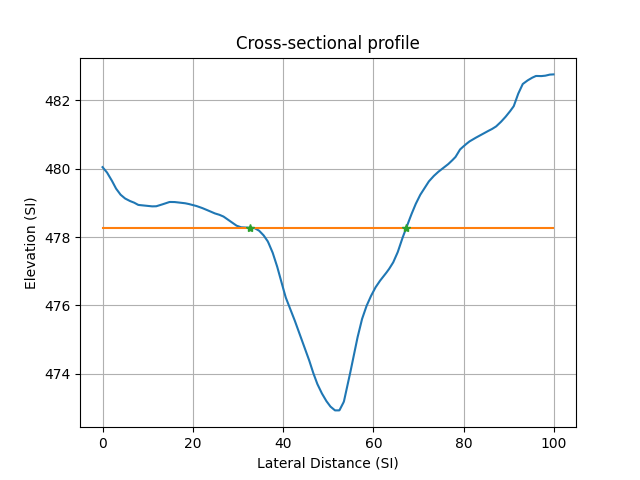 Cross-sectional profile
482
480
478
476
474
Elevation (SI)
0 20 40 60 80 100
Lateral Distance (SI)